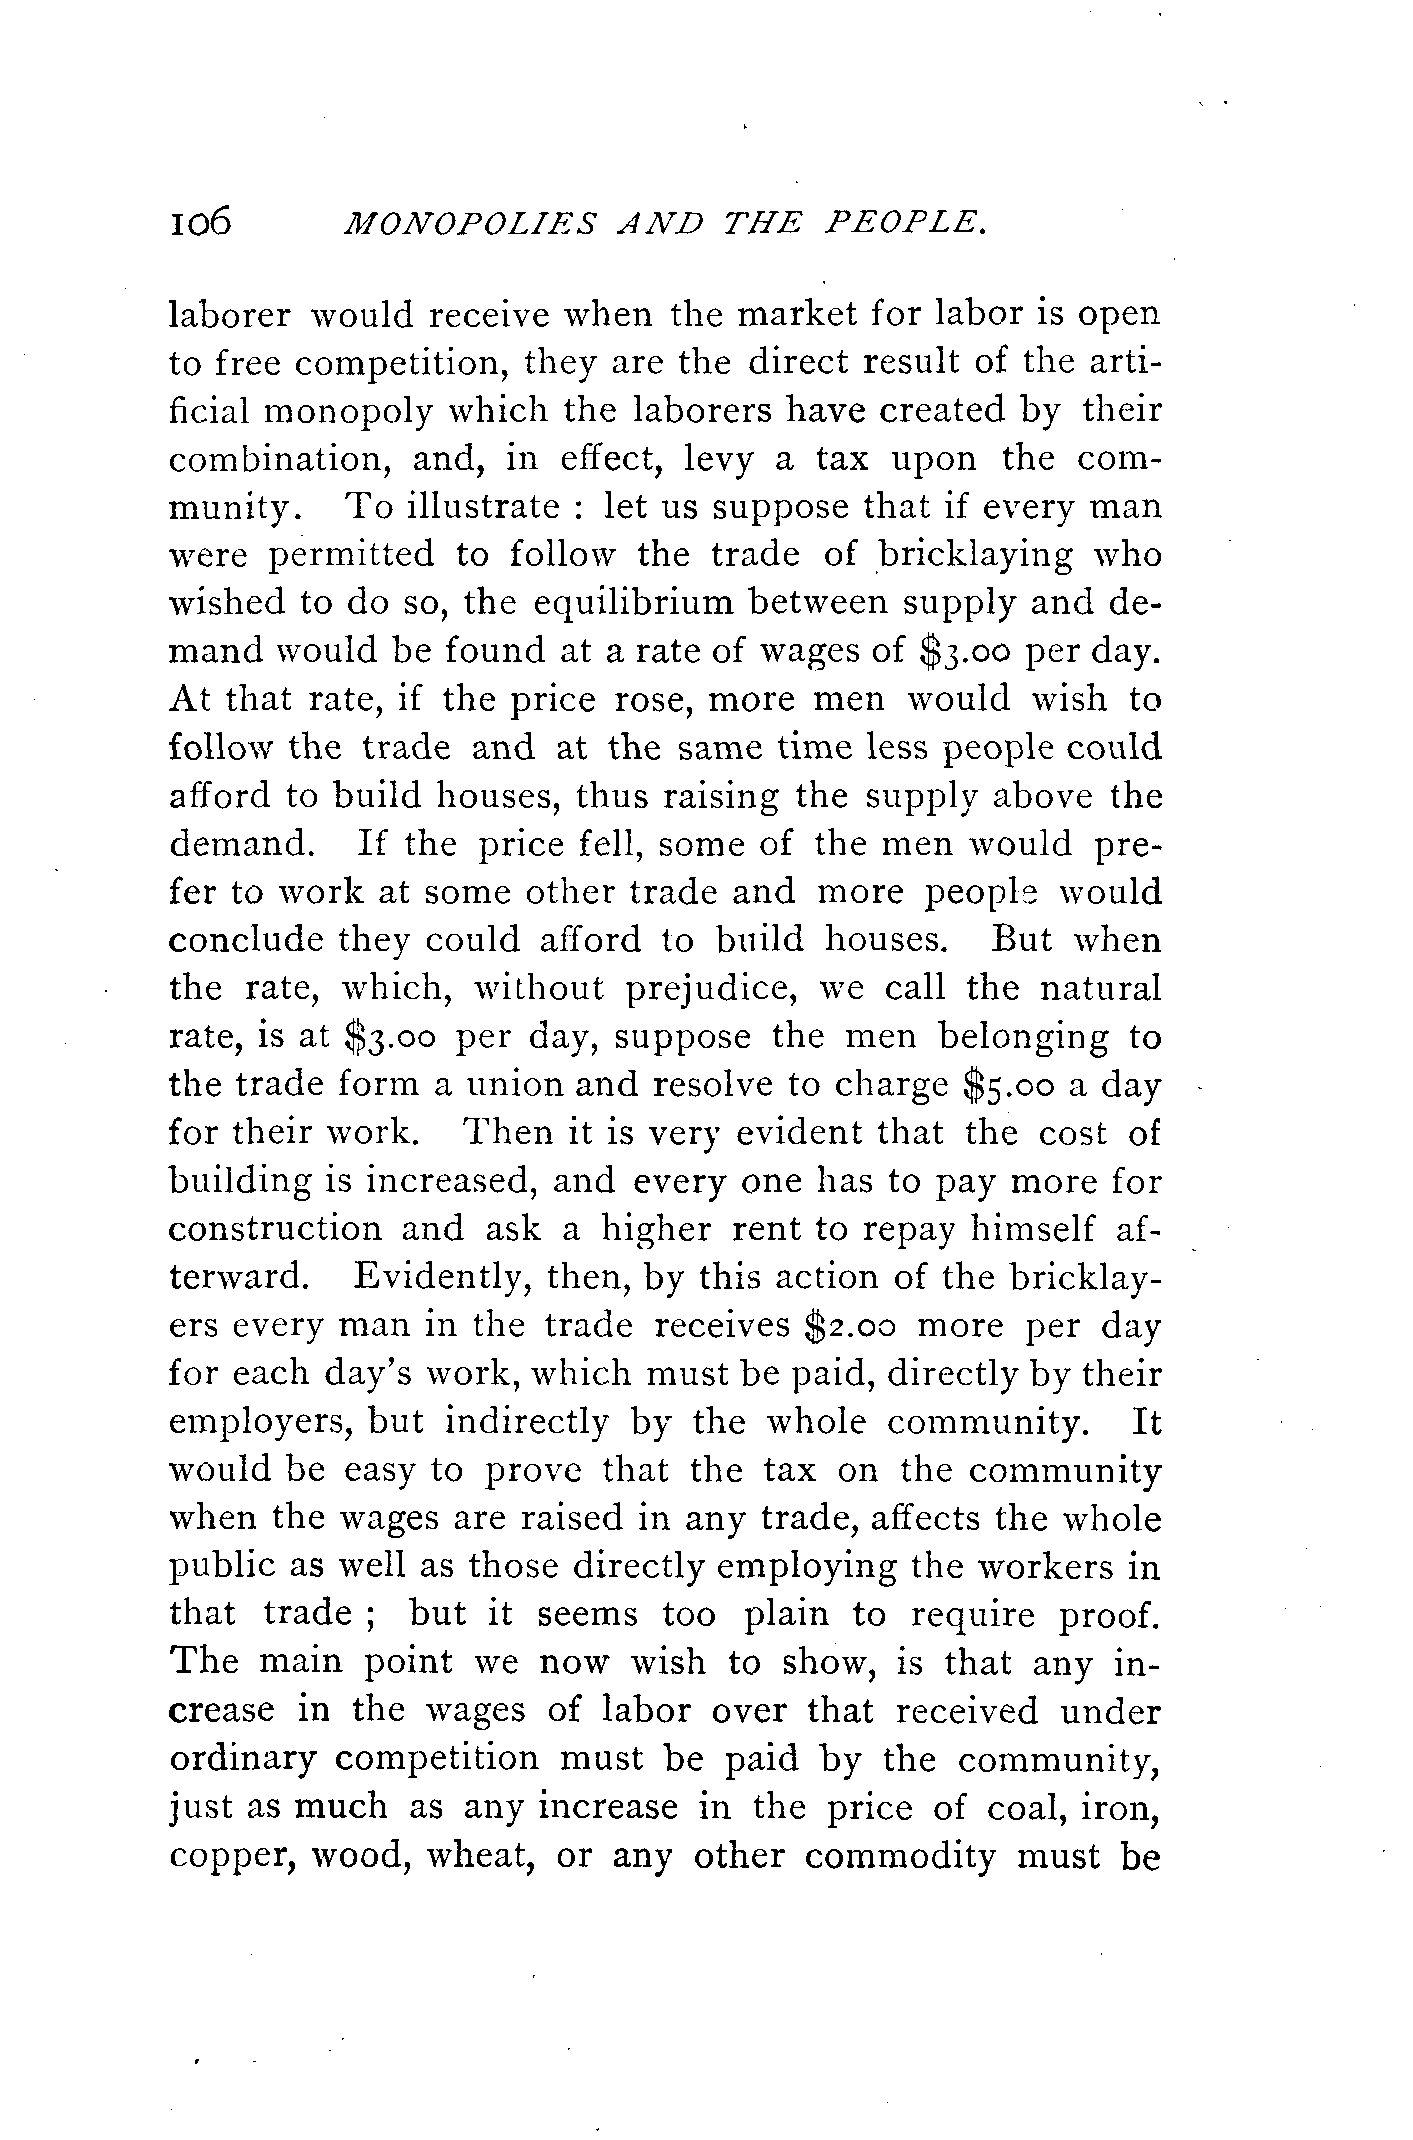 106 MONOPOLIES AND THE PEOPLE.
laborer would receive when the market for labor is open
to free competition, they are the direct result of the arti-
ficial monopoly which the laborers have created by their
combination, and, in effect, levy a tax upon the com-
munity. To illustrate : let us suppose that if every man
were permitted to follow the trade of bricklaying who
wished to do so, the equilibrium between supply and de-
mand would be found at a rate of wages of $3.00 per day.
At that rate, if the price rose, more men would wish to
follow the trade and at the same time less people could
afford to build houses, thus raising the supply above the
demand. If the price fell, some of the men would pre-
fer to work at some other trade and more people would
conclude they could afford to build houses. But when
the rate, which, without prejudice, we call the natural
rate, is at $3.00 per day, suppose the men belonging to
the trade form a union and resolve to charge $5.00 a day
for their work. Then it is very evident that the cost of
building is increased, and every one has to pay more for
construction and ask a higher rent to repay himself af-
terward. Evidently, then, by this action of the bricklay-
ers every man in the trade receives $2.00 more per day
for each day's work, which must be paid, directly by their
employers, but indirectly by the whole community. It
would be easy to prove that the tax on the community
when the wages are raised in any trade, affects the whole
public as well as those directly employing the workers in
that trade ; but it seems too plain to require proof.
The main point we now wish to show, is that any in-
crease in the wages of labor over that received under
ordinary competition must be paid by the community,
just as much as any increase in the price of coal, iron,
copper, wood, wheat, or any other commodity must be